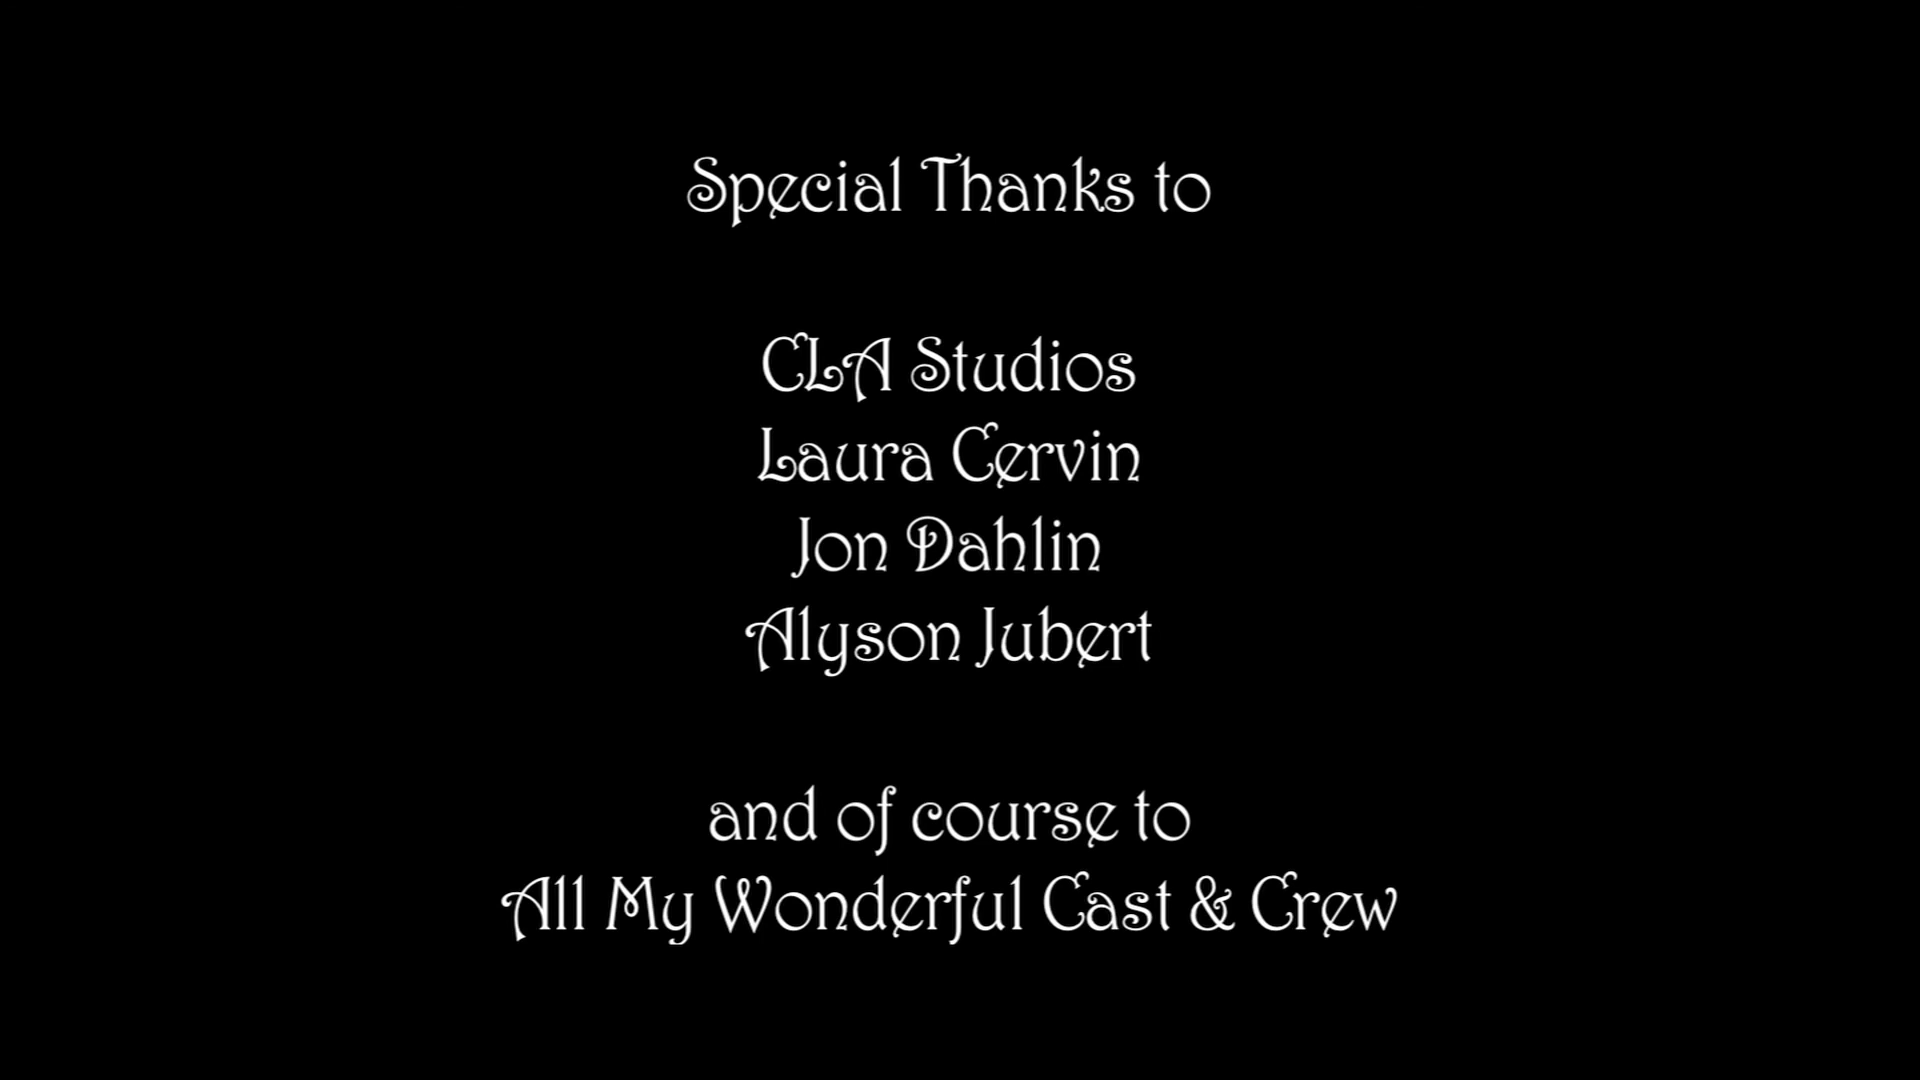 Special Thanks to
CLA Studios
Laura Cervin
Jon Dahlin
Alyson Jubert
and of course to
All My Wonderful Cast & Crew